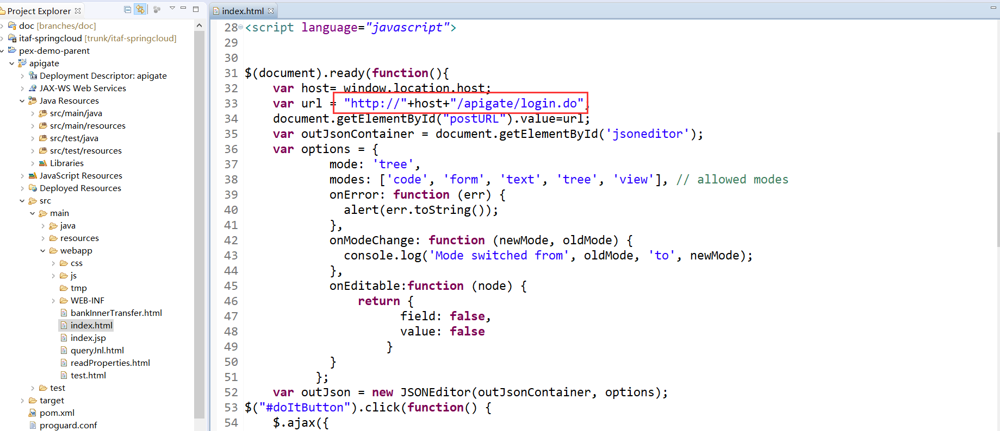 Project Explorer
doc [branches/doc]
itaf-springcloud [trunk/itaf-springcloud]
pex-demo-parent
apigate
Deployment Descriptor: apigate
JAX-WS Web Services
Java Resources
src/main/java
src/main/resources
src/test/java
src/test/resources
Libraries
JavaScript Resources
Deployed Resources
src
main
java
resources
webapp
css
js
tmp
WEB-INF
bankInnerTransfer.html
index.html
index.jsp
queryJnl.html
readProperties.html
test.html
test
target
pom.xml
proguard.conf
index.html
28 <script language="javascript">
29
30
31 $(document).ready(function(){
32 var host= window.location.host;
33 var url = "http://"+host+"/apigate/login.do";
34 document.getElementById("postURL").value=url;
35 var outJsonContainer = document.getElementById('jsoneditor');
36 var options = {
37 mode: 'tree',
38 modes: ['code', 'form', 'text', 'tree', 'view'], // allowed modes
39 onError: function (err) {
40 alert(err.toString());
41 },
42 onModeChange: function (newMode, oldMode) {
43 console.log('Mode switched from', oldMode, 'to', newMode);
44 },
45 onEditable:function (node) {
46 return {
47 field: false,
48 value: false
49 }
50 }
51 };
52 var outJson = new JSONEditor(outJsonContainer, options);
53 $("#doItButton").click(function() {
54 $.ajax({